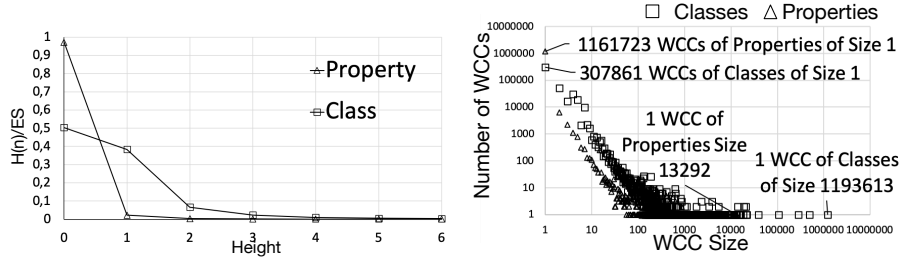 1
0,9
0,8
0,7
0,6
0,5
0,4
0,3
0,2
0,1
0
H(n)/ES
0 1 2 3 4 5 6
Height
Property
Class
Classes Properties
10000000
1000000
100000
10000
1000
100
10
1
Number of WCCs
1161723 WCCs of Properties of Size 1
307861 WCCs of Classes of Size 1
1 WCC of
Properties Size
13292
1 WCC of Classes
of Size 1193613
1 10 100 1000 10000 100000 1000000 10000000
WCC Size